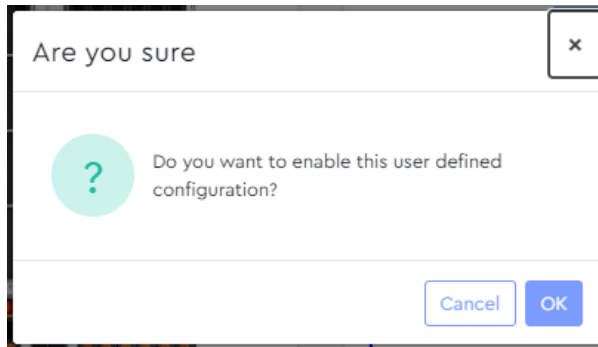 Are you sure
×
?
Do you want to enable this user defined
configuration?
Cancel
OK